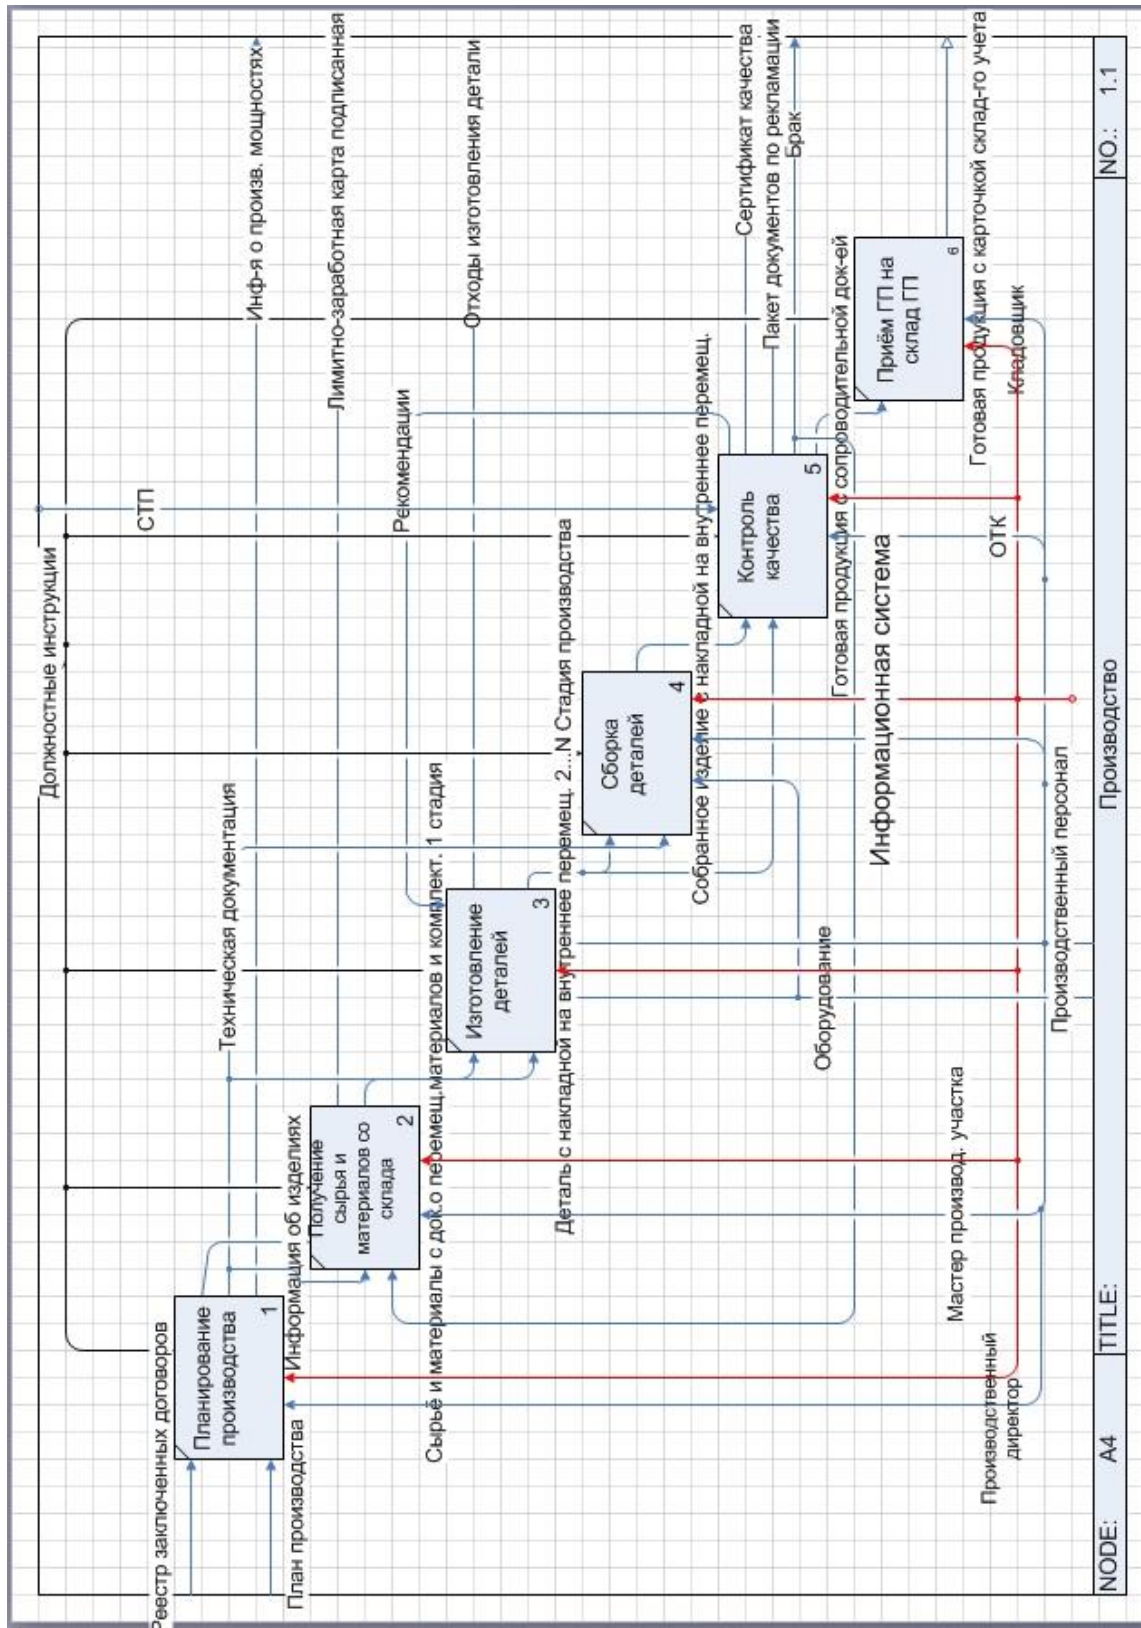 Должностные инструкции
СТП
Реестр заключенных договоров
План производства
Планирование
производства
1
Техническая документация
Инф-я о произв. мощностях
Информация об изделиях
Получение
сырья и
материалов со
склада
2
Лимитно-заработная карта подписанная
Рекомендации
Сырьё и материалы с док.о перемещ.материалов и комплект. 1 стадия
Изготовление
деталей
3
Отходы изготовления детали
Деталь с накладной на внутреннее перемещ. 2...N Стадия производства
Сборка
деталей
4
Собранное изделие с накладной на внутреннее перемещ.
Контроль
качества
5
Сертификат качества
Пакет документов по рекламации
Брак
Готовая продукция с сопроводительной док-ей
Приём ГП на
склад ГП
6
Готовая продукция с карточкой склад-го учета
Оборудование
Информационная система
Производственный
директор
Мастер производ. участка
ОТК
Кладовщик
Производственный персонал
NODE: A4
TITLE: Производство
NO.: 1.1